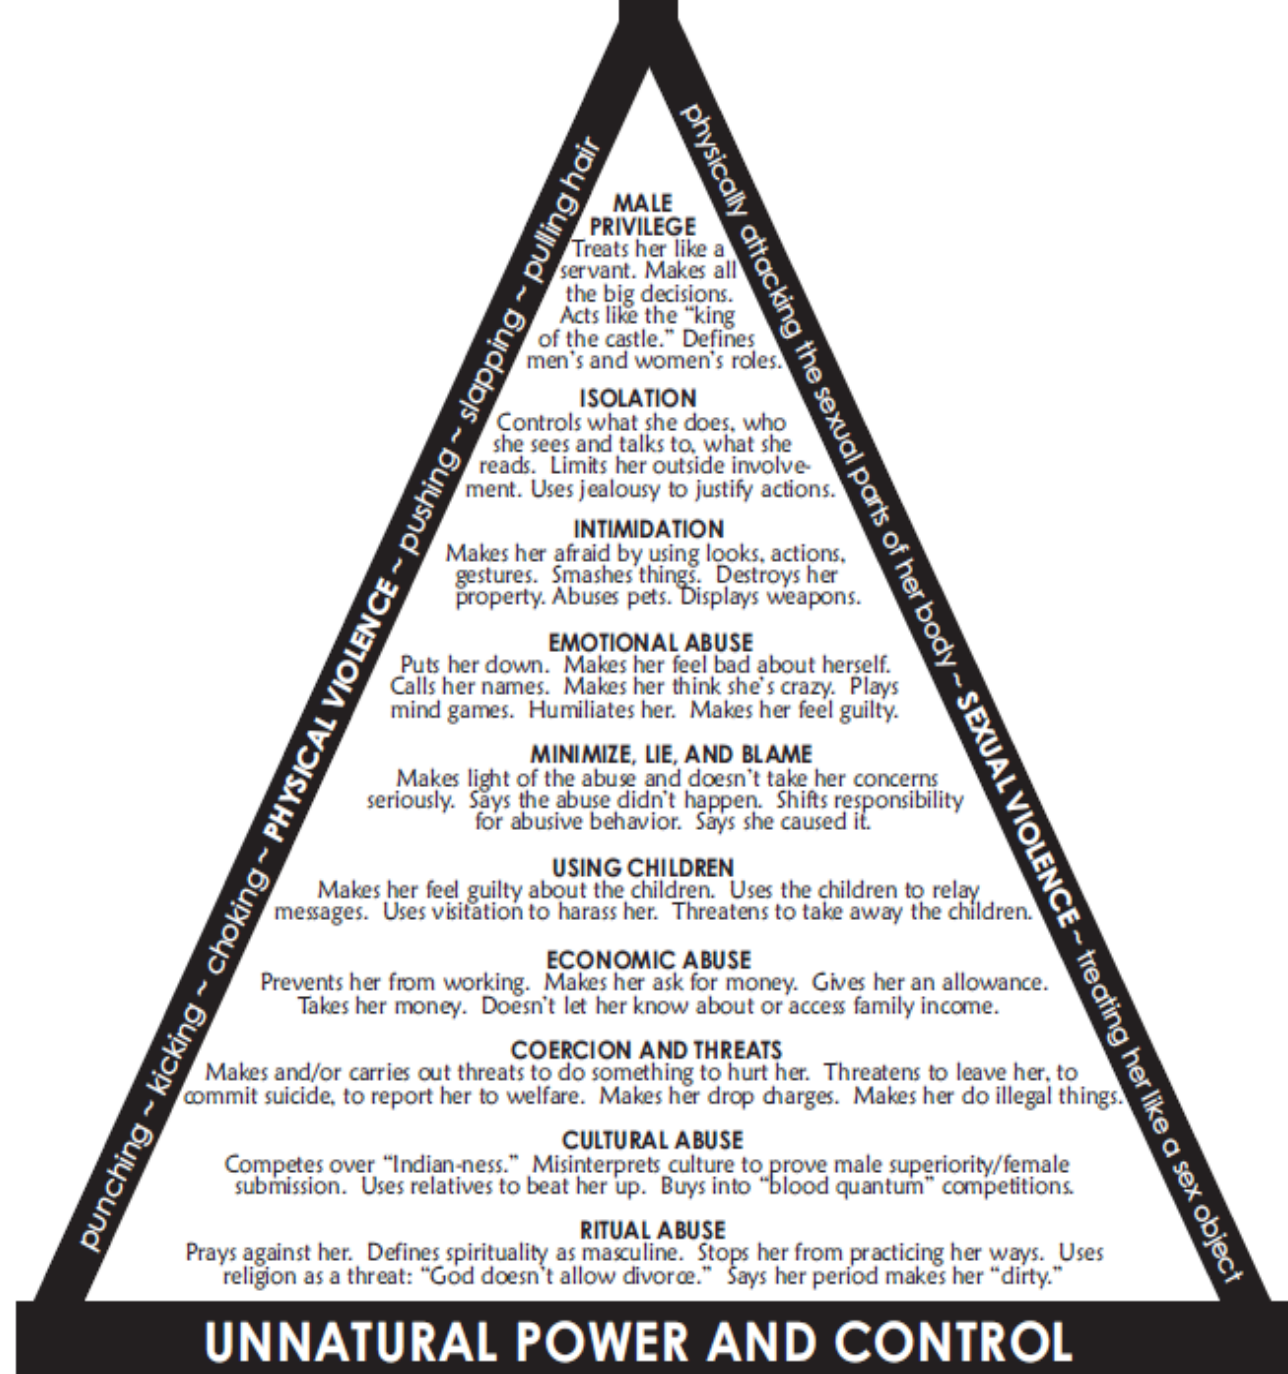 punching ~ kicking ~ choking ~ PHYSICAL VIOLENCE ~ pushing ~ slapping ~ pulling hair
physically attacking the sexual parts of her body ~ SEXUAL VIOLENCE ~ treating her like a sex object
MALE
PRIVILEGE
Treats her like a
servant. Makes all
the big decisions.
Acts like the “king
of the castle.” Defines
men's and women's roles.
ISOLATION
Controls what she does, who
she sees and talks to, what she
reads. Limits her outside involve-
ment. Uses jealousy to justify actions.
INTIMIDATION
Makes her afraid by using looks, actions,
gestures. Smashes things. Destroys her
property. Abuses pets. Displays weapons.
EMOTIONAL ABUSE
Puts her down. Makes her feel bad about herself.
Calls her names. Makes her think she's crazy. Plays
mind games. Humiliates her. Makes her feel guilty.
MINIMIZE, LIE, AND BLAME
Makes light of the abuse and doesn't take her concerns
seriously. Says the abuse didn't happen. Shifts responsibility
for abusive behavior. Says she caused it.
USING CHILDREN
Makes her feel guilty about the children. Uses the children to relay
messages. Uses visitation to harass her. Threatens to take away the children.
ECONOMIC ABUSE
Prevents her from working. Makes her ask for money. Gives her an allowance.
Takes her money. Doesn't let her know about or access family income.
COERCION AND THREATS
Makes and/or carries out threats to do something to hurt her. Threatens to leave her, to
commit suicide, to report her to welfare. Makes her drop charges. Makes her do illegal things.
CULTURAL ABUSE
Competes over “Indian-ness.” Misinterprets culture to prove male superiority/female
submission. Uses relatives to beat her up. Buys into “blood quantum” competitions.
RITUAL ABUSE
Prays against her. Defines spirituality as masculine. Stops her from practicing her ways. Uses
religion as a threat: “God doesn't allow divorce.” Says her period makes her “dirty.”
UNNATURAL POWER AND CONTROL